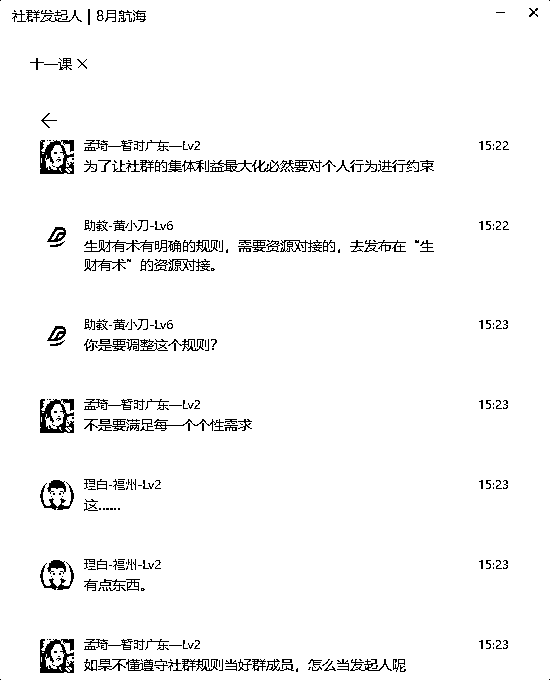 社群发起人 | 8月航海
十一课 ×
孟琦—暂时广东—Lv2 15:22
为了让社群的集体利益最大化必然要对个人行为进行约束
助教-黄小刀-Lv6 15:22
生财有术有明确的规则，需要资源对接的，去发布在“生
财有术”的资源对接。
助教-黄小刀-Lv6 15:23
你是要调整这个规则？
孟琦—暂时广东—Lv2 15:23
不是要满足每一个个性需求
理白-福州-Lv2 15:23
这......
理白-福州-Lv2 15:23
有点东西。
孟琦—暂时广东—Lv2 15:23
如果不懂遵守社群规则当好群成员，怎么当发起人呢